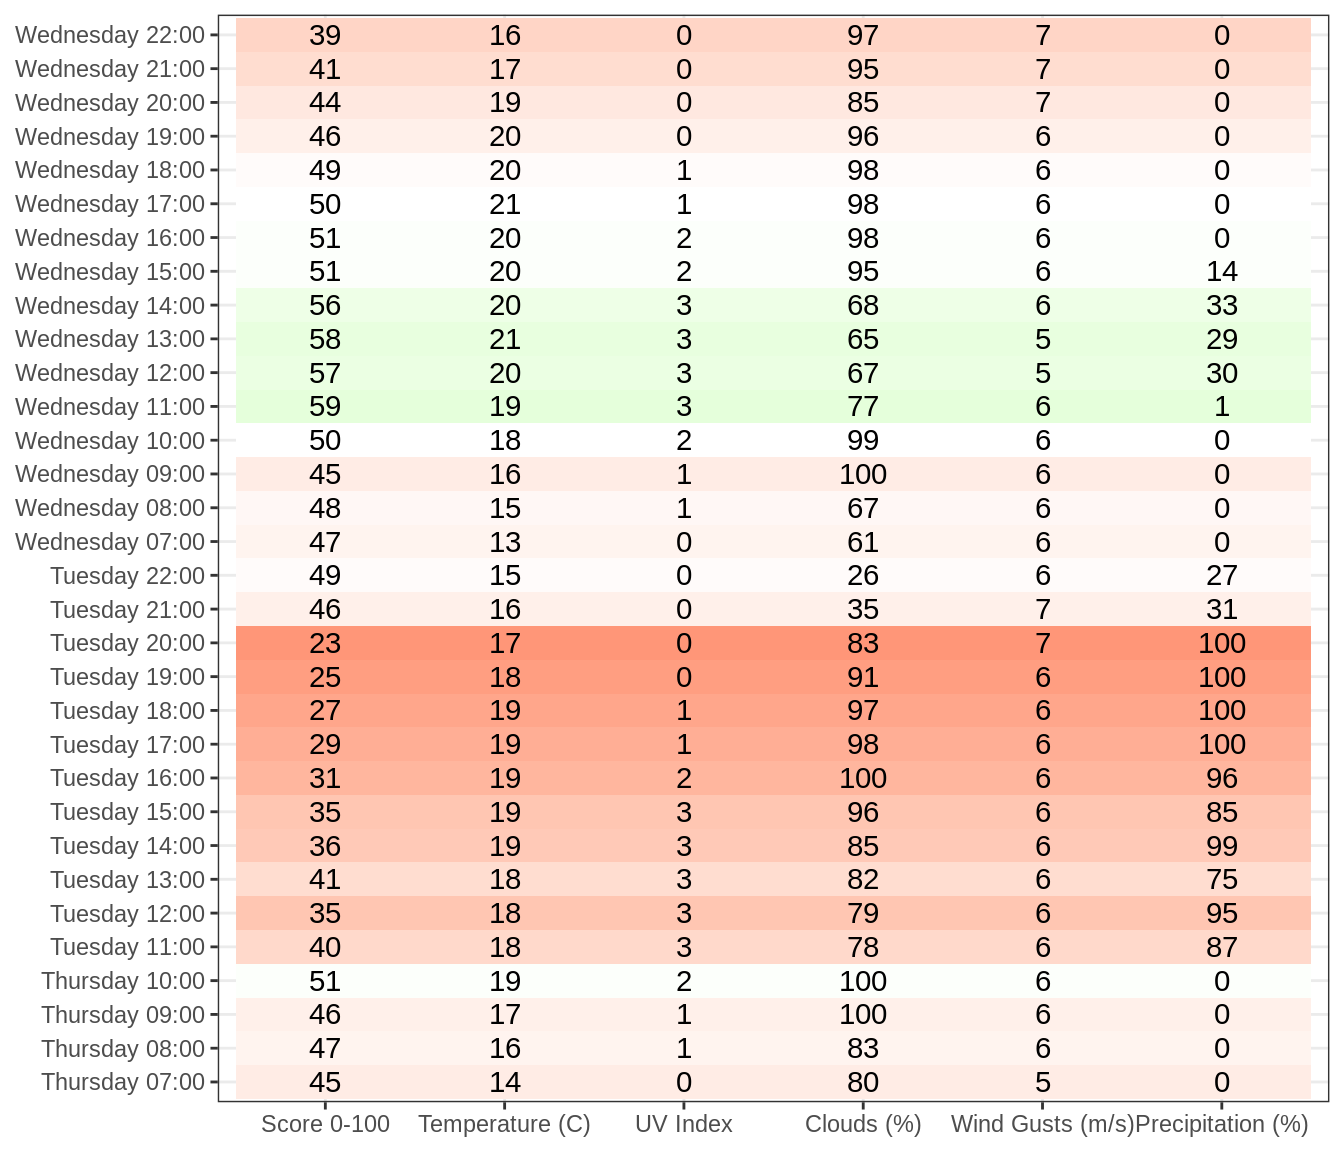 Wednesday 22:00 39 16 0 97 7 0
Wednesday 21:00 41 17 0 95 7 0
Wednesday 20:00 44 19 0 85 7 0
Wednesday 19:00 46 20 0 96 6 0
Wednesday 18:00 49 20 1 98 6 0
Wednesday 17:00 50 21 1 98 6 0
Wednesday 16:00 51 20 2 98 6 0
Wednesday 15:00 51 20 2 95 6 14
Wednesday 14:00 56 20 3 68 6 33
Wednesday 13:00 58 21 3 65 5 29
Wednesday 12:00 57 20 3 67 5 30
Wednesday 11:00 59 19 3 77 6 1
Wednesday 10:00 50 18 2 99 6 0
Wednesday 09:00 45 16 1 100 6 0
Wednesday 08:00 48 15 1 67 6 0
Wednesday 07:00 47 13 0 61 6 0
Tuesday 22:00 49 15 0 26 6 27
Tuesday 21:00 46 16 0 35 7 31
Tuesday 20:00 23 17 0 83 7 100
Tuesday 19:00 25 18 0 91 6 100
Tuesday 18:00 27 19 1 97 6 100
Tuesday 17:00 29 19 1 98 6 100
Tuesday 16:00 31 19 2 100 6 96
Tuesday 15:00 35 19 3 96 6 85
Tuesday 14:00 36 19 3 85 6 99
Tuesday 13:00 41 18 3 82 6 75
Tuesday 12:00 35 18 3 79 6 95
Tuesday 11:00 40 18 3 78 6 87
Thursday 10:00 51 19 2 100 6 0
Thursday 09:00 46 17 1 100 6 0
Thursday 08:00 47 16 1 83 6 0
Thursday 07:00 45 14 0 80 5 0
Score 0-100 Temperature (C) UV Index Clouds (%) Wind Gusts (m/s) Precipitation (%)